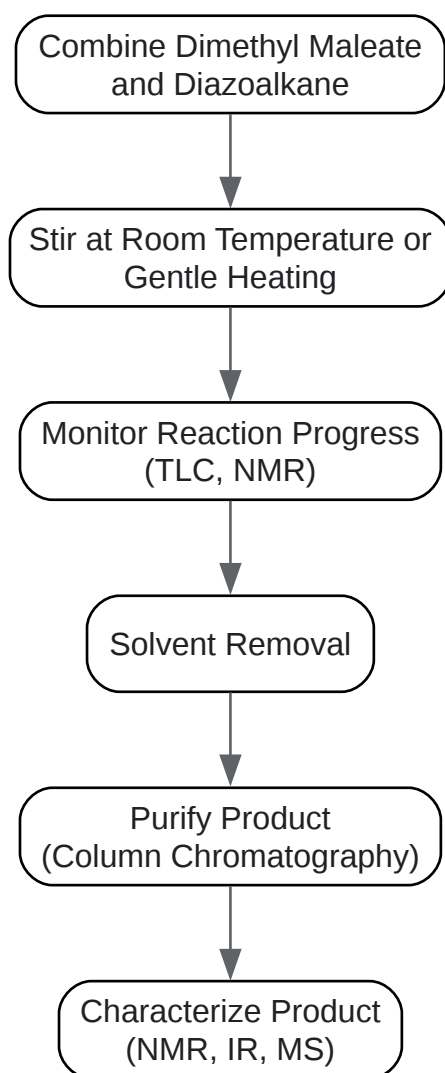 Combine Dimethyl Maleate
and Diazoalkane
Stir at Room Temperature or
Gentle Heating
Monitor Reaction Progress
(TLC, NMR)
Solvent Removal
Purify Product
(Column Chromatography)
Characterize Product
(NMR, IR, MS)